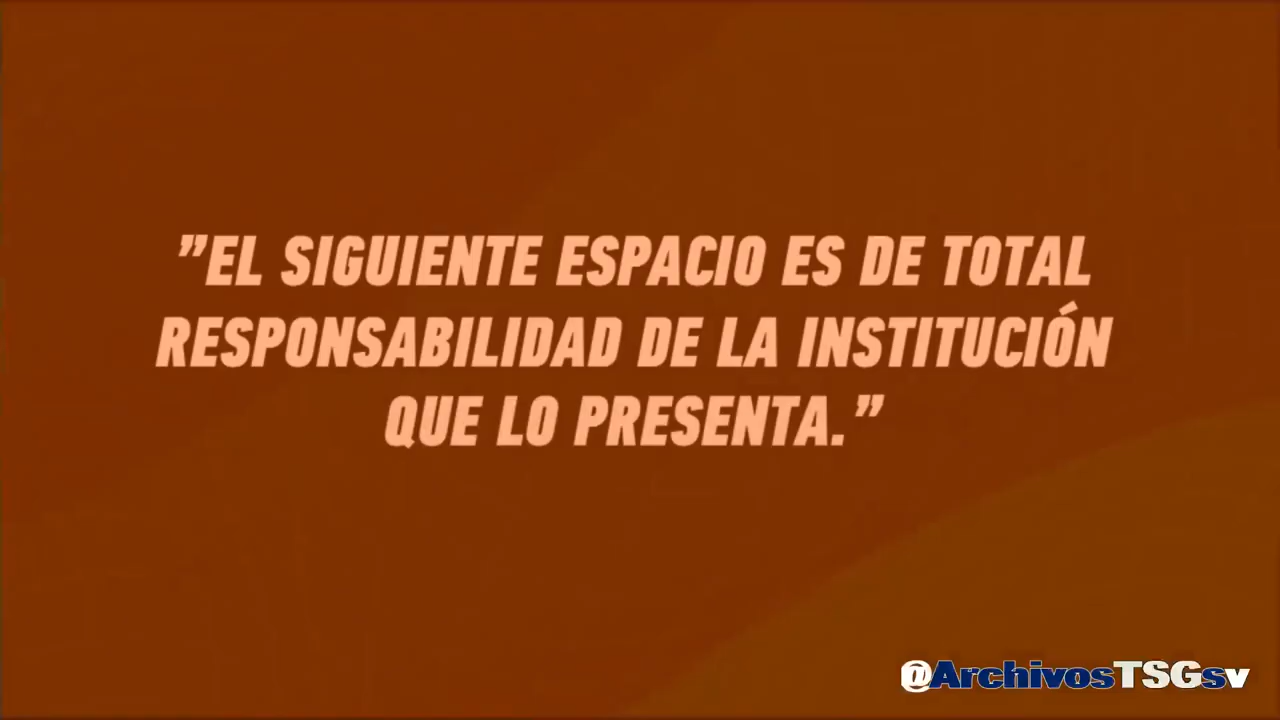 ”EL SIGUIENTE ESPACIO ES DE TOTAL
RESPONSABILIDAD DE LA INSTITUCIÓN
QUE LO PRESENTA.”
@ArchivosTSGsv